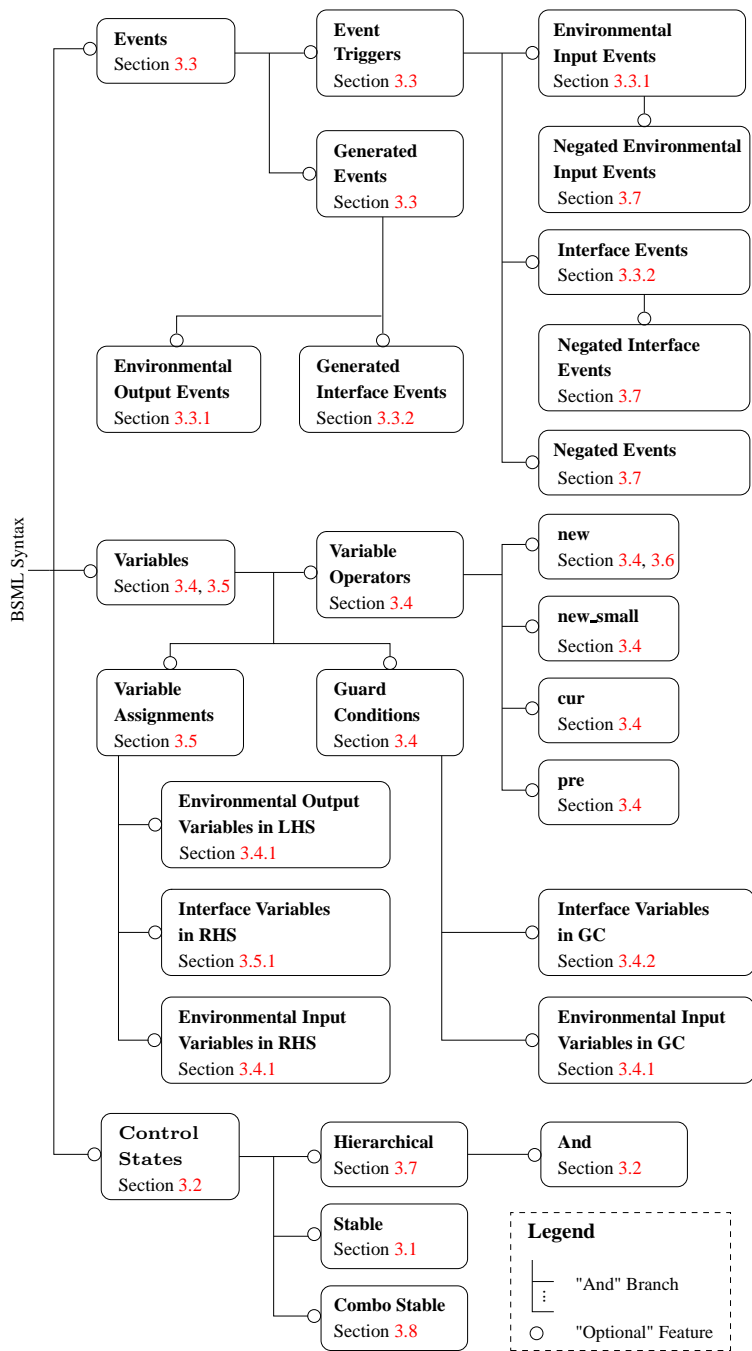 BSML Syntax
Events
Section 3.3
Event
Triggers
Section 3.3
Environmental
Input Events
Section 3.3.1
Negated Environmental
Input Events
Section 3.7
Generated
Events
Section 3.3
Interface Events
Section 3.3.2
Negated Interface
Events
Section 3.7
Environmental
Output Events
Section 3.3.1
Generated
Interface Events
Section 3.3.2
Negated Events
Section 3.7
Variables
Section 3.4, 3.5
Variable
Operators
Section 3.4
new
Section 3.4, 3.6
new_small
Section 3.4
cur
Section 3.4
pre
Section 3.4
Variable
Assignments
Section 3.5
Guard
Conditions
Section 3.4
Environmental Output
Variables in LHS
Section 3.4.1
Interface Variables
in RHS
Section 3.5.1
Environmental Input
Variables in RHS
Section 3.4.1
Interface Variables
in GC
Section 3.4.2
Environmental Input
Variables in GC
Section 3.4.1
Control
States
Section 3.2
Hierarchical
Section 3.7
And
Section 3.2
Stable
Section 3.1
Combo Stable
Section 3.8
Legend
"And" Branch
"Optional" Feature